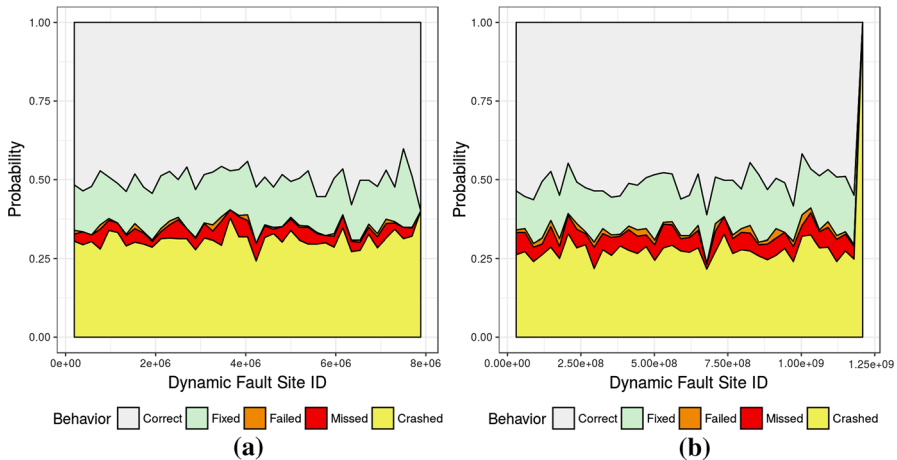 1.00
0.75
0.50
0.25
0.00
Probability
0e+00 2e+06 4e+06 6e+06 8e+06
Dynamic Fault Site ID
Behavior Correct Fixed Failed Missed Crashed
(a)
1.00
0.75
0.50
0.25
0.00
Probability
0.00e+00 2.50e+08 5.00e+08 7.50e+08 1.00e+09 1.25e+09
Dynamic Fault Site ID
Behavior Correct Fixed Failed Missed Crashed
(b)